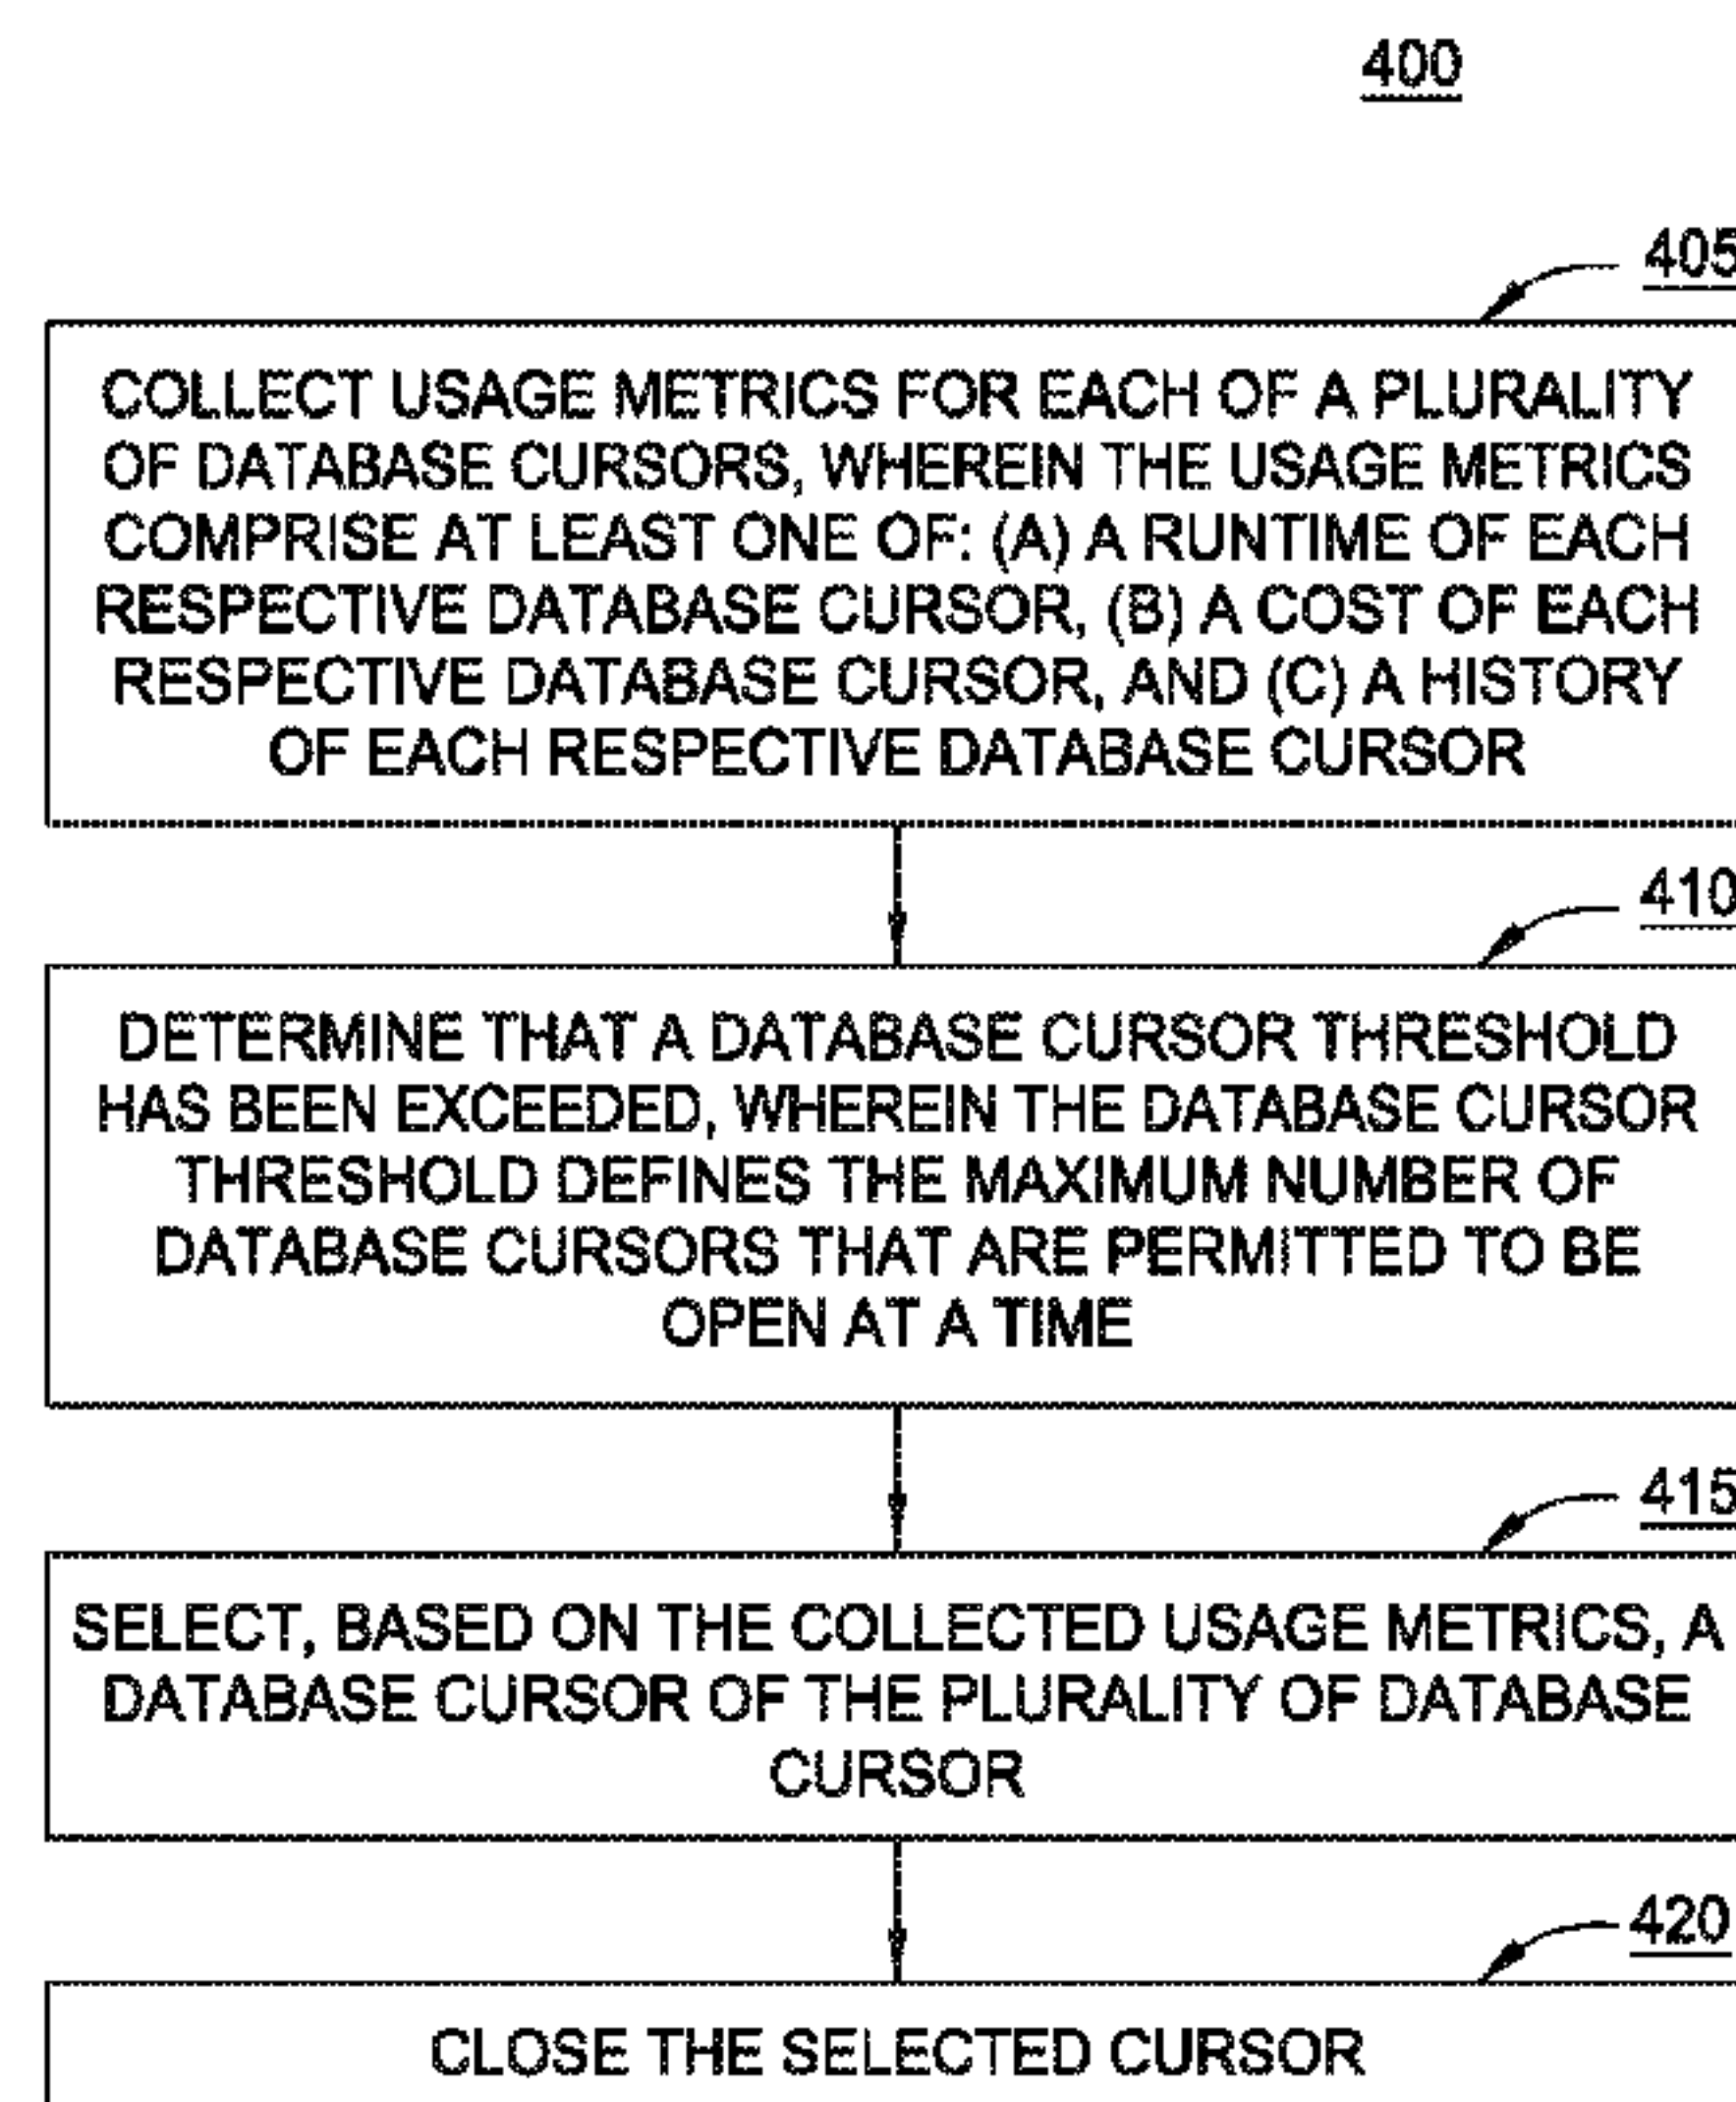 400
405
COLLECT USAGE METRICS FOR EACH OF A PLURALITY
OF DATABASE CURSORS, WHEREIN THE USAGE METRICS
COMPRISE AT LEAST ONE OF: (A) A RUNTIME OF EACH
RESPECTIVE DATABASE CURSOR, (B) A COST OF EACH
RESPECTIVE DATABASE CURSOR, AND (C) A HISTORY
OF EACH RESPECTIVE DATABASE CURSOR
410
DETERMINE THAT A DATABASE CURSOR THRESHOLD
HAS BEEN EXCEEDED, WHEREIN THE DATABASE CURSOR
THRESHOLD DEFINES THE MAXIMUM NUMBER OF
DATABASE CURSORS THAT ARE PERMITTED TO BE
OPEN AT A TIME
415
SELECT, BASED ON THE COLLECTED USAGE METRICS, A
DATABASE CURSOR OF THE PLURALITY OF DATABASE
CURSOR
420
CLOSE THE SELECTED CURSOR